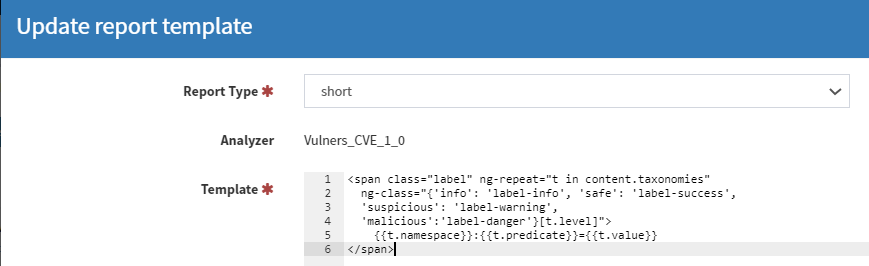 Update report template
Report Type ✱
short
Analyzer
Vulners_CVE_1_0
Template ✱
1 <span class="label" ng-repeat="t in content.taxonomies"
2 ng-class="{'info': 'label-info', 'safe': 'label-success',
3 'suspicious': 'label-warning',
4 'malicious':'label-danger'}[t.level]">
5 {{t.namespace}}:{{t.predicate}}={{t.value}}
6 </span>